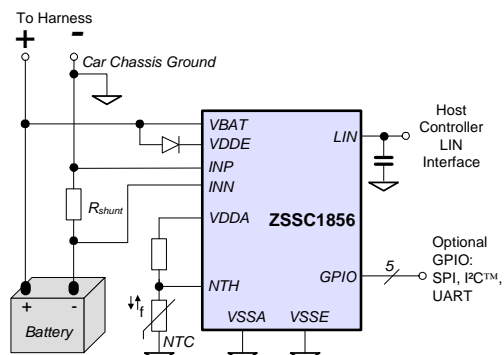 To Harness
+ -
Car Chassis Ground
VBAT
VDDE
INP
INN
Rshunt
VDDA
NTH
NTC
f
+ -
Battery
ZSSC1856
LIN
GPIO
VSSA VSSE
Host
Controller
LIN
Interface
5
Optional
GPIO:
SPI, I²C™,
UART